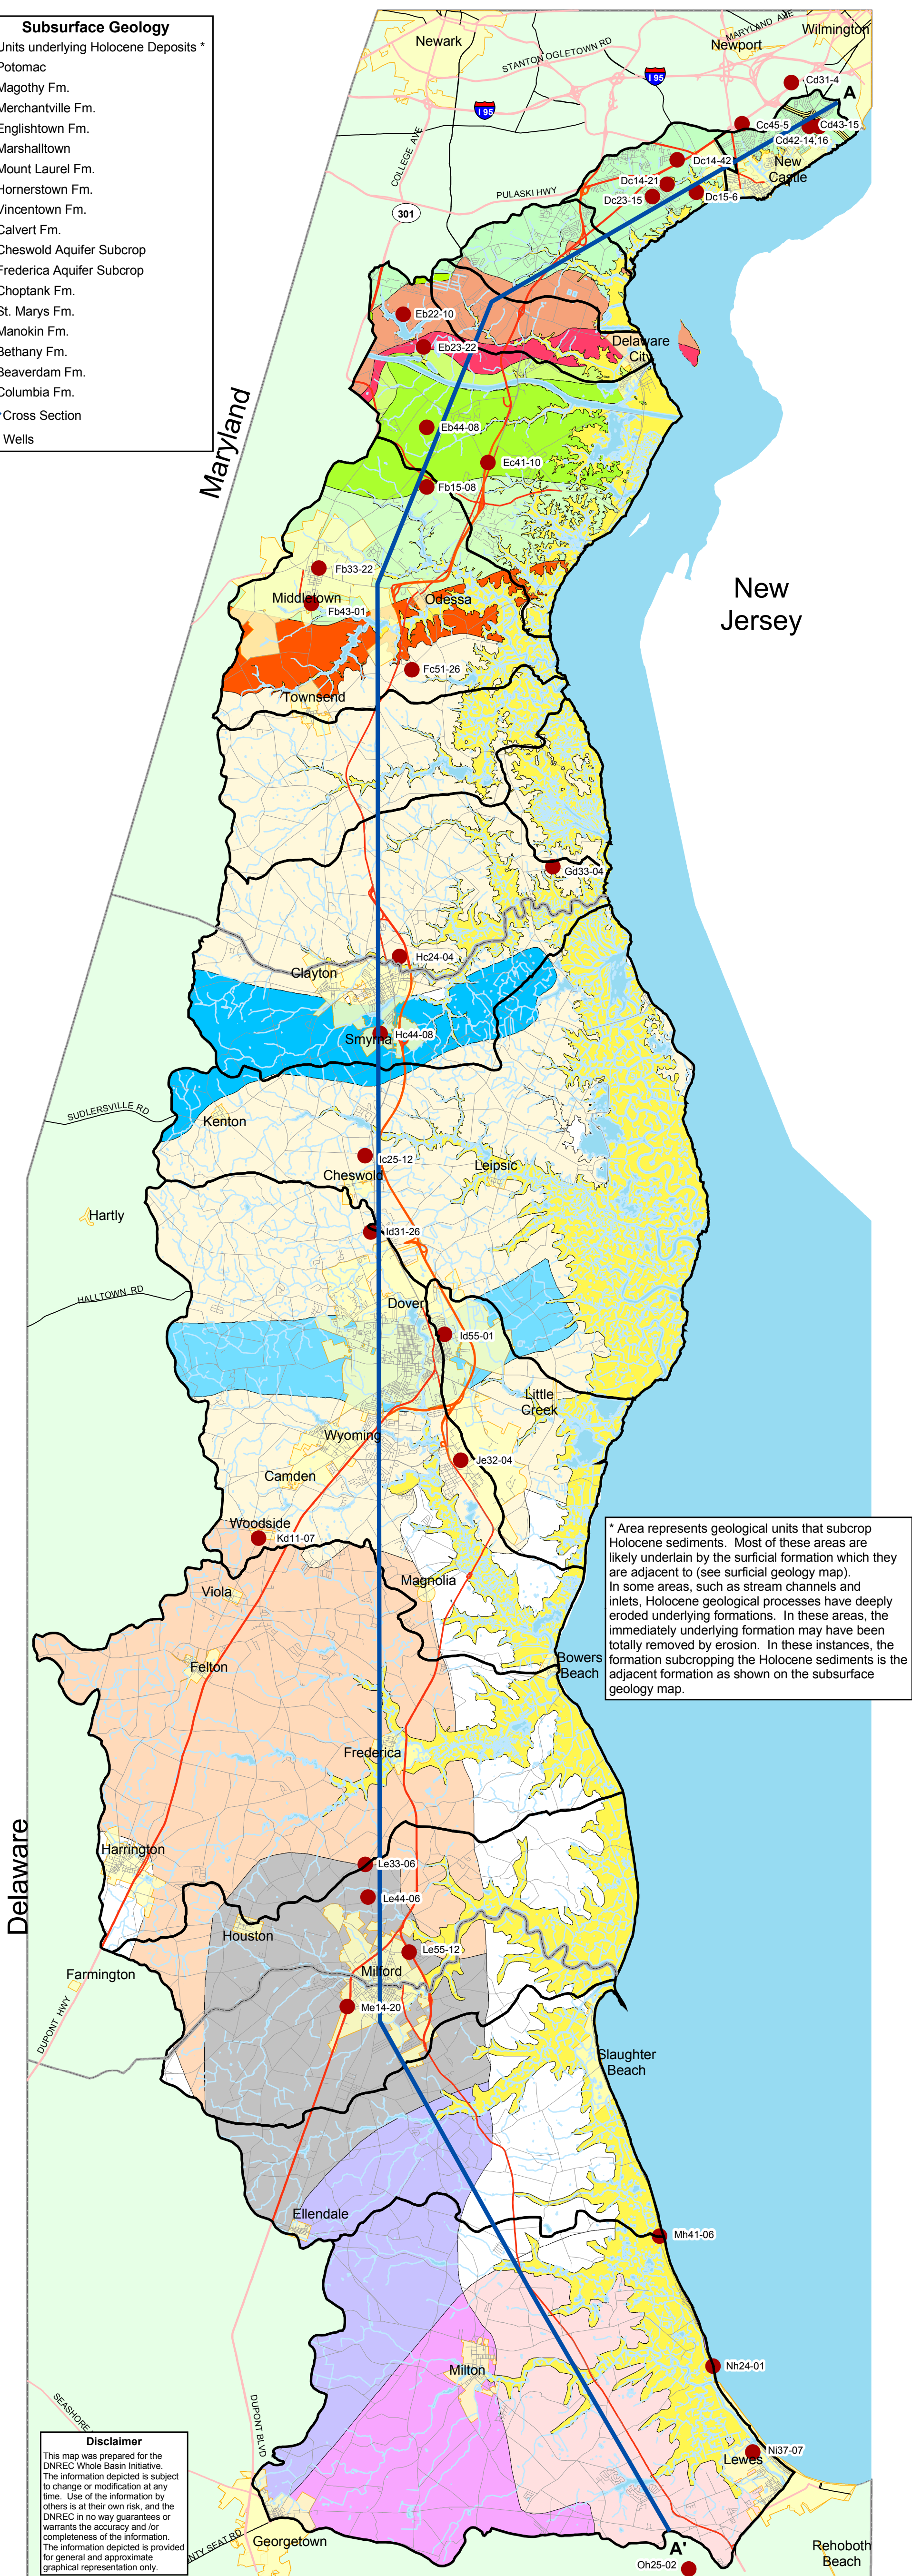 Subsurface Geology
Units underlying Holocene Deposits *
Potomac
Magothy Fm.
Merchantville Fm.
Englishtown Fm.
Marshalltown
Mount Laurel Fm.
Hornerstown Fm.
Vincentown Fm.
Calvert Fm.
Cheswold Aquifer Subcrop
Frederica Aquifer Subcrop
Choptank Fm.
St. Marys Fm.
Manokin Fm.
Bethany Fm.
Beaverdam Fm.
Columbia Fm.
Cross Section
Wells
Newark
STANTON OGLETOWN RD
MARYLAND AVE
Newport
Wilmington
I 95
I 95
Cd31-4
A
Cc45-5
Cd43-15
Cd42-14,16
New
Castle
COLLEGE AVE
Dc14-42
Dc14-21
Dc15-6
Dc23-15
PULASKI HWY
301
Eb22-10
Eb23-22
Delaware
City
Maryland
Eb44-08
Ec41-10
Fb15-08
Fb33-22
Middletown
Odessa
Fb43-01
New
Jersey
Fc51-26
Townsend
Gd33-04
Hc24-04
Clayton
Smyrna
Hc44-08
SUDLERSVILLE RD
Kenton
Ic25-12
Cheswold
Leipsic
Hartly
Id31-26
HALLTOWN RD
Dover
Id55-01
Little
Creek
Wyoming
Je32-04
Camden
Woodside
Kd11-07
* Area represents geological units that subcrop
Holocene sediments. Most of these areas are
likely underlain by the surficial formation which they
are adjacent to (see surficial geology map).
In some areas, such as stream channels and
inlets, Holocene geological processes have deeply
eroded underlying formations. In these areas, the
immediately underlying formation may have been
totally removed by erosion. In these instances, the
formation subcropping the Holocene sediments is the
adjacent formation as shown on the subsurface
geology map.
Viola
Magnolia
Felton
Bowers
Beach
Frederica
Delaware
Harrington
Le33-06
Le44-06
Houston
Le55-12
Milford
Farmington
Me14-20
DUPONT HWY
Slaughter
Beach
Ellendale
Mh41-06
Milton
Nh24-01
SEASHORE
DUPONT BLVD
Ni37-07
Lewes
Disclaimer
This map was prepared for the
DNREC Whole Basin Initiative.
The information depicted is subject
to change or modification at any
time. Use of the information by
others is at their own risk, and the
DNREC in no way guarantees or
warrants the accuracy and /or
completeness of the information.
The information depicted is provided
for general and approximate
graphical representation only.
NTY SEAT RD
Georgetown
A'
Oh25-02
Rehoboth
Beach